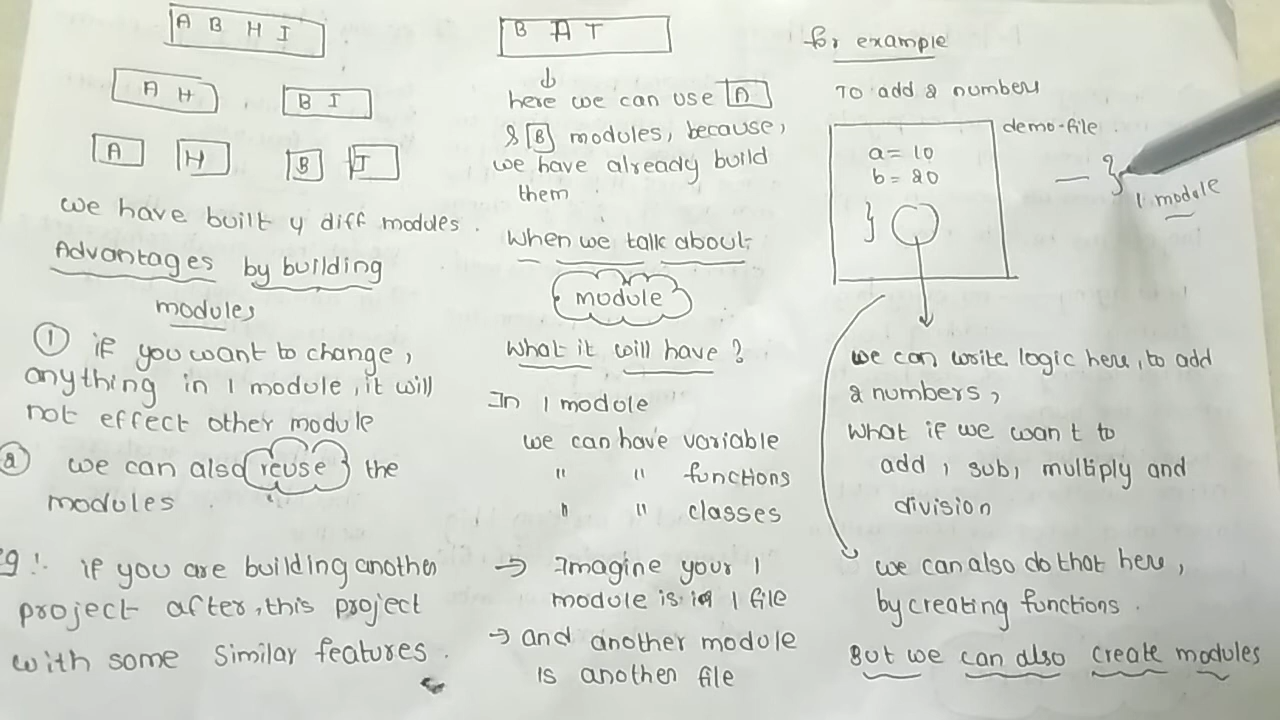 A B H I
A H
B I
A
H
B
I
we have built 4 diff modules.
Advantages by building
modules
① if you want to change,
anything in 1 module, it will
not effect other module
② we can also reuse the
modules.
eg:. if you are building another
project after, this project
with some similar features.
B A T
here we can use A
& B modules, because,
we have already build
them
when we talk about
module
what it will have?
In 1 module
we can have variable
" " functions
" " classes
→ Imagine your 1
module is in 1 file
→ and another module
is another file
for example
To add 2 numbers
demo-file
a = 10
b = 20
}
— }
1 module
we can write logic here, to add
2 numbers,
what if we want to
add, sub, multiply and
division
we can also do that here,
by creating functions.
But we can also create modules